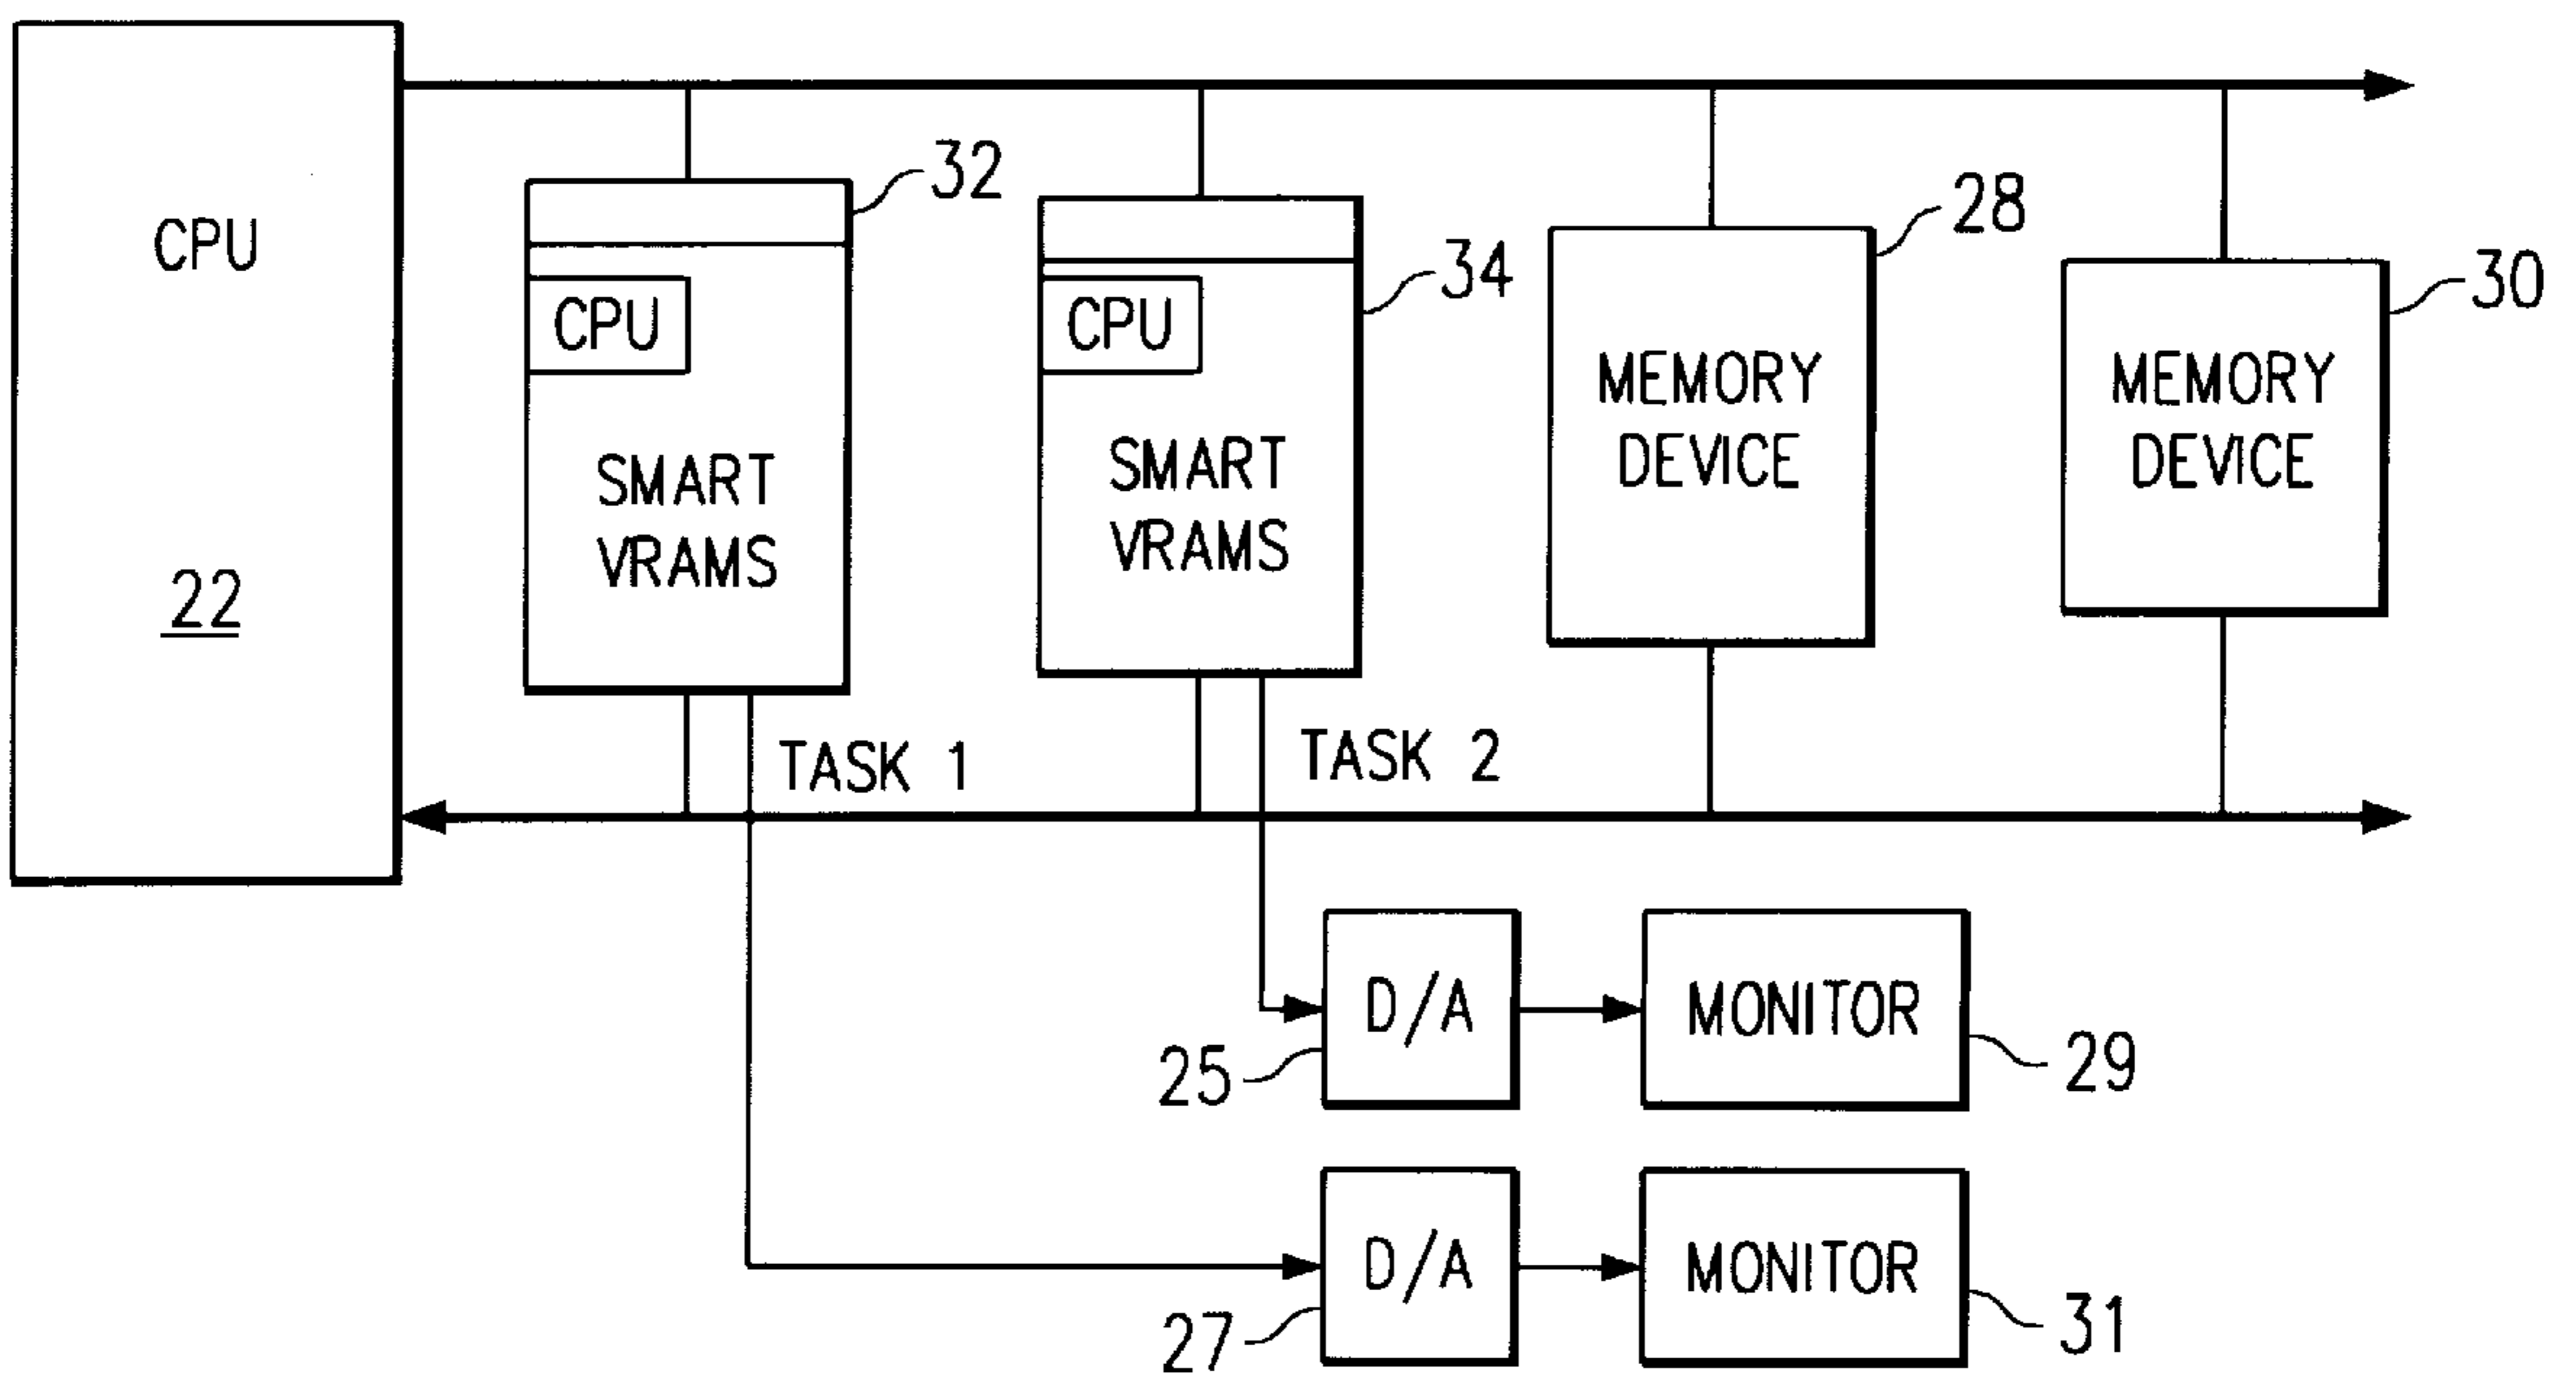 CPU
22
32
CPU
SMART
VRAMS
34
CPU
SMART
VRAMS
28
MEMORY
DEVICE
30
MEMORY
DEVICE
TASK 1
TASK 2
D/A
25
MONITOR
29
D/A
27
MONITOR
31